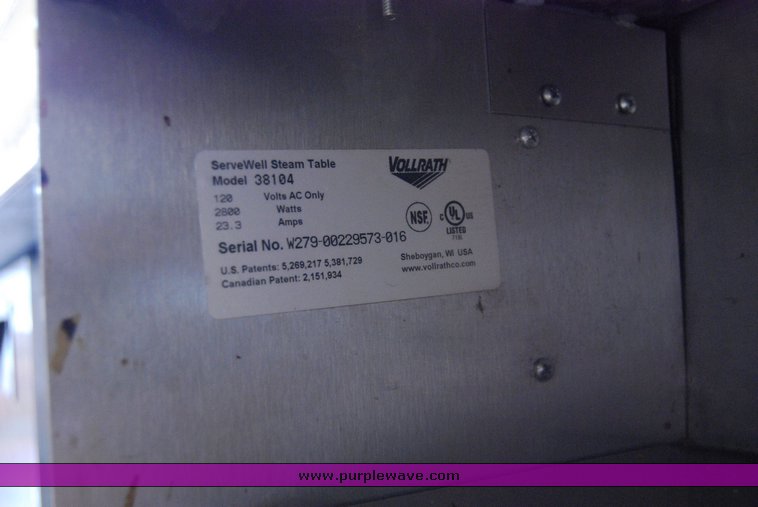 ServeWell Steam Table
Model 38104
120 Volts AC Only
2800 Watts
23.3 Amps
Serial No. W279-00229573-016
U.S. Patents: 5,269,217 5,381,729
Canadian Patent: 2,151,934
VOLLRATH
NSF
C UL US
LISTED
Sheboygan, WI USA
www.vollrathco.com
www.purplewave.com